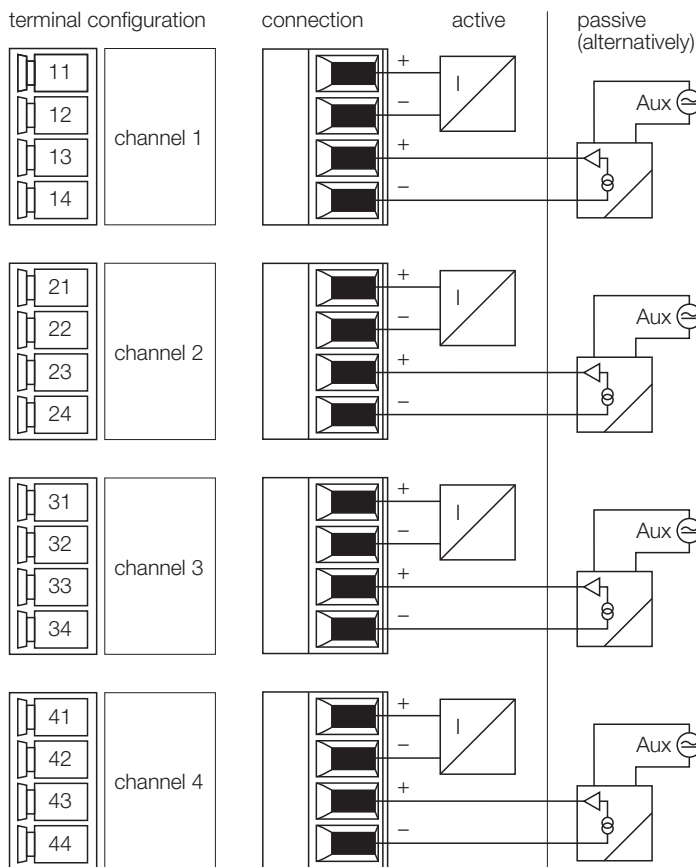 terminal configuration connection active passive
(alternatively)
11
12
13
14
channel 1
+
−
+
−
I
Aux
21
22
23
24
channel 2
+
−
+
−
I
Aux
31
32
33
34
channel 3
+
−
+
−
I
Aux
41
42
43
44
channel 4
+
−
+
−
I
Aux